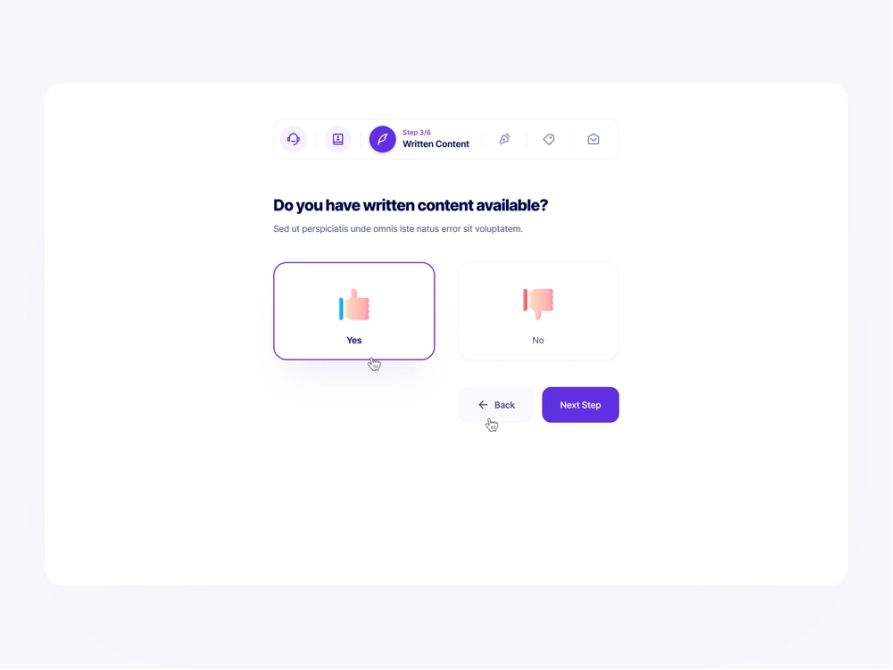 Step 3/6
Written Content
Do you have written content available?
Sed ut perspiciatis unde omnis iste natus error sit voluptatem.
Yes
No
Back
Next Step